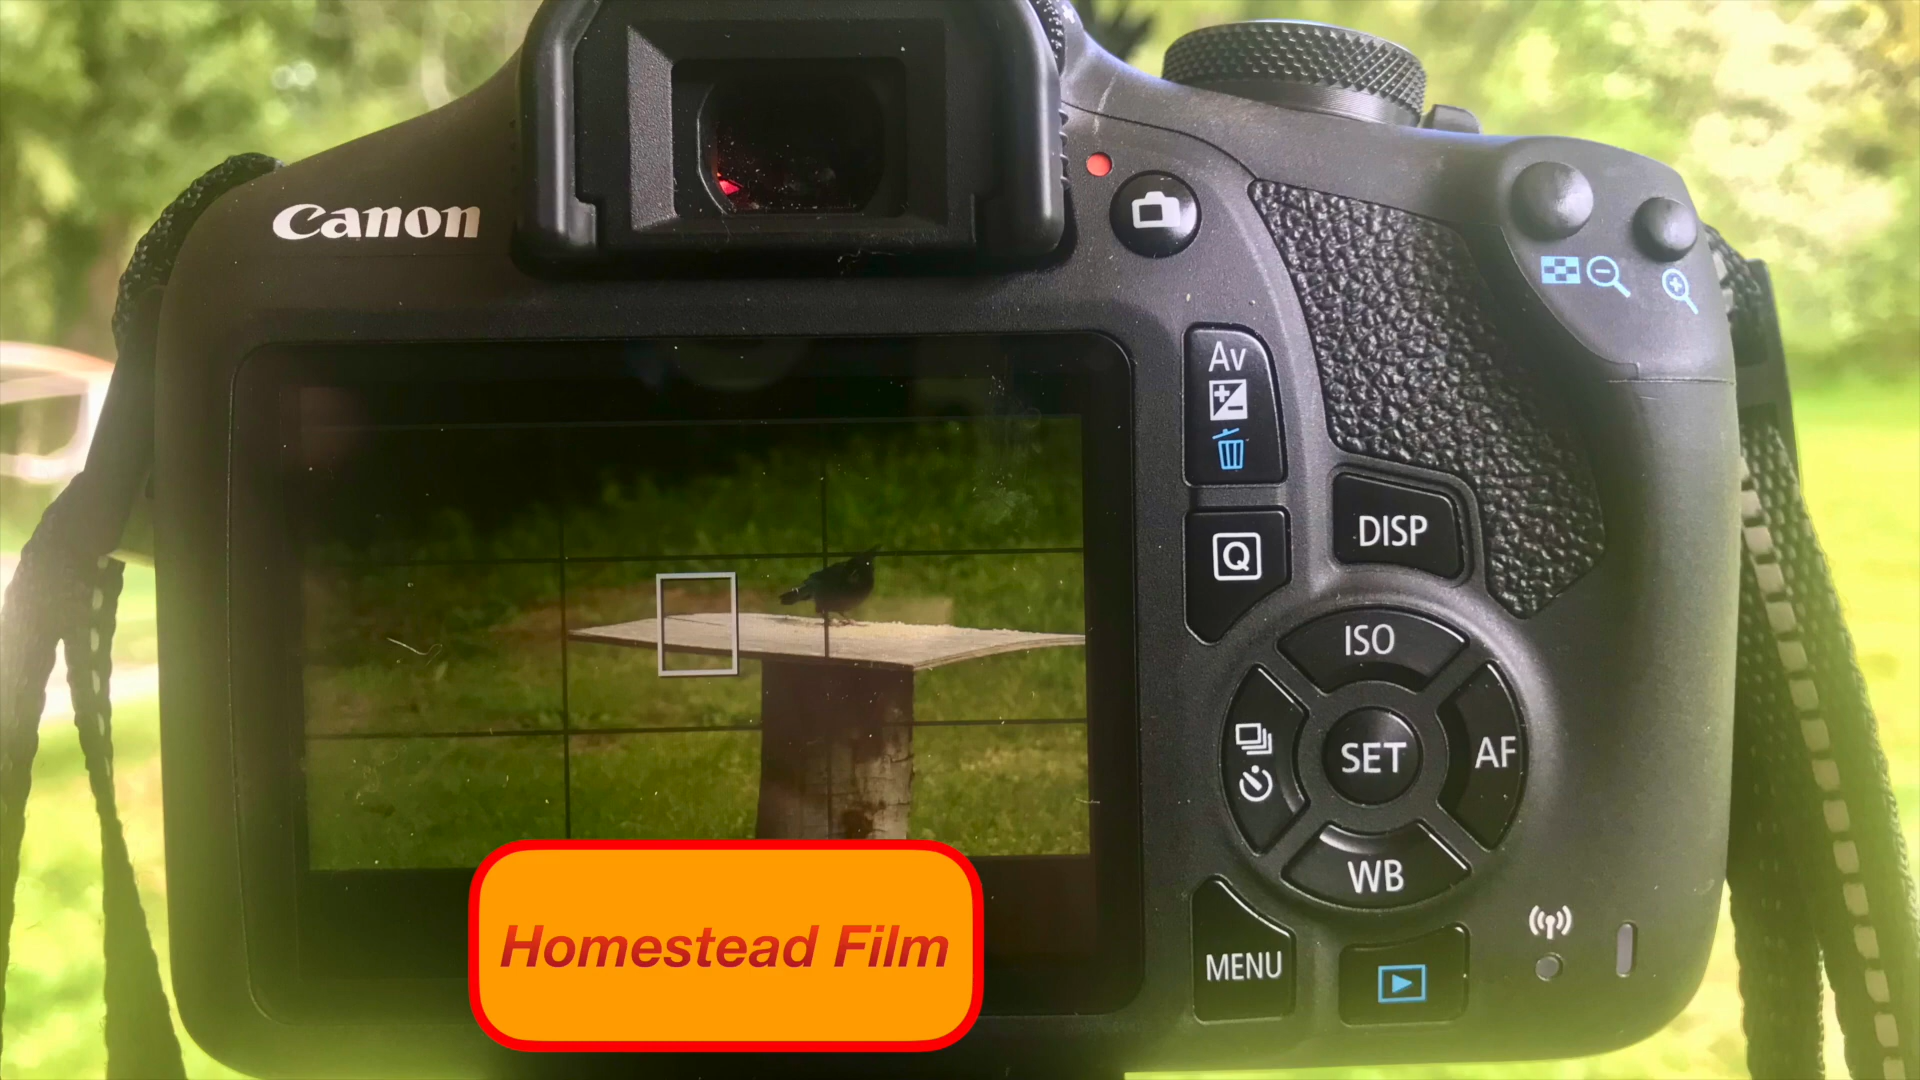 Canon
Av
Q
DISP
ISO
SET
AF
WB
MENU
Homestead Film